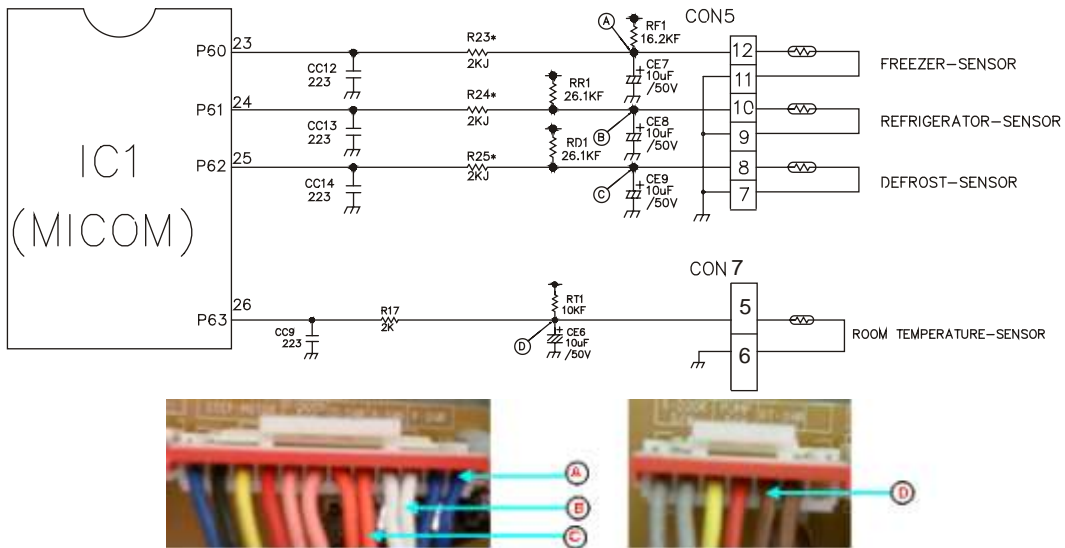 CON5
IC1
(MICOM)
P60 23
CC12
223
R23*
2KJ
A
RF1
16.2KF
CE7
10uF
/50V
12
11
FREEZER-SENSOR
P61 24
CC13
223
R24*
2KJ
RR1
26.1KF
B
CE8
10uF
/50V
10
9
REFRIGERATOR-SENSOR
P62 25
CC14
223
R25*
2KJ
RD1
26.1KF
C
CE9
10uF
/50V
8
7
DEFROST-SENSOR
CON7
P63 26
CC9
223
R17
2K
RT1
10KF
D
CE6
10uF
/50V
5
6
ROOM TEMPERATURE-SENSOR
A
B
C
D